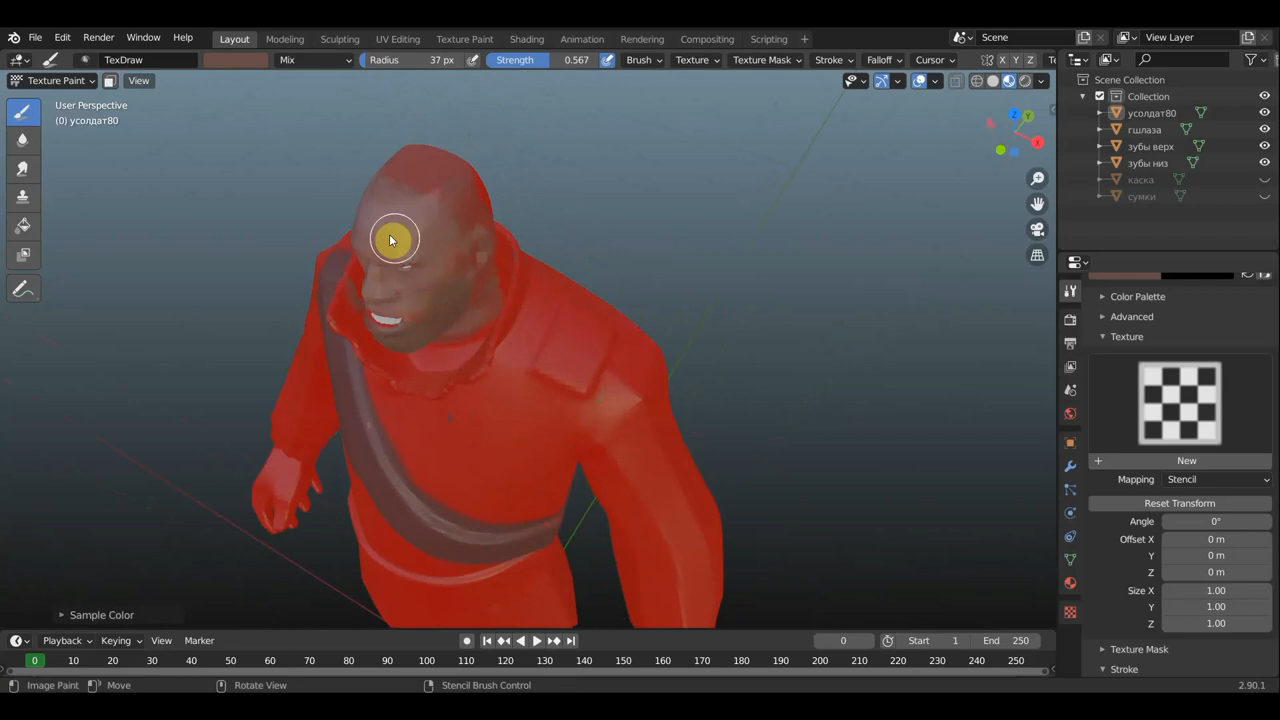 File Edit Render Window Help Layout Modeling Sculpting UV Editing Texture Paint Shading Animation Rendering Compositing Scripting + Scene View Layer
TexDraw Mix Radius 37 px Strength 0.567 Brush Texture Texture Mask Stroke Falloff Cursor X Y Z Te
Texture Paint View
User Perspective
(0) усолдат80
Z Y X
Scene Collection
Collection
усолдат80
гшлаза
зубы верх
зубы низ
каска
сумки
Color Palette
Advanced
Texture
+ New
Mapping Stencil
Reset Transform
Angle 0°
Offset X 0 m
Y 0 m
Z 0 m
Size X 1.00
Y 1.00
Z 1.00
Texture Mask
Stroke
Sample Color
Playback Keying View Marker 0 Start 1 End 250
0 10 20 30 40 50 60 70 80 90 100 110 120 130 140 150 160 170 180 190 200 210 220 230 240 250
Image Paint Move Rotate View Stencil Brush Control 2.90.1